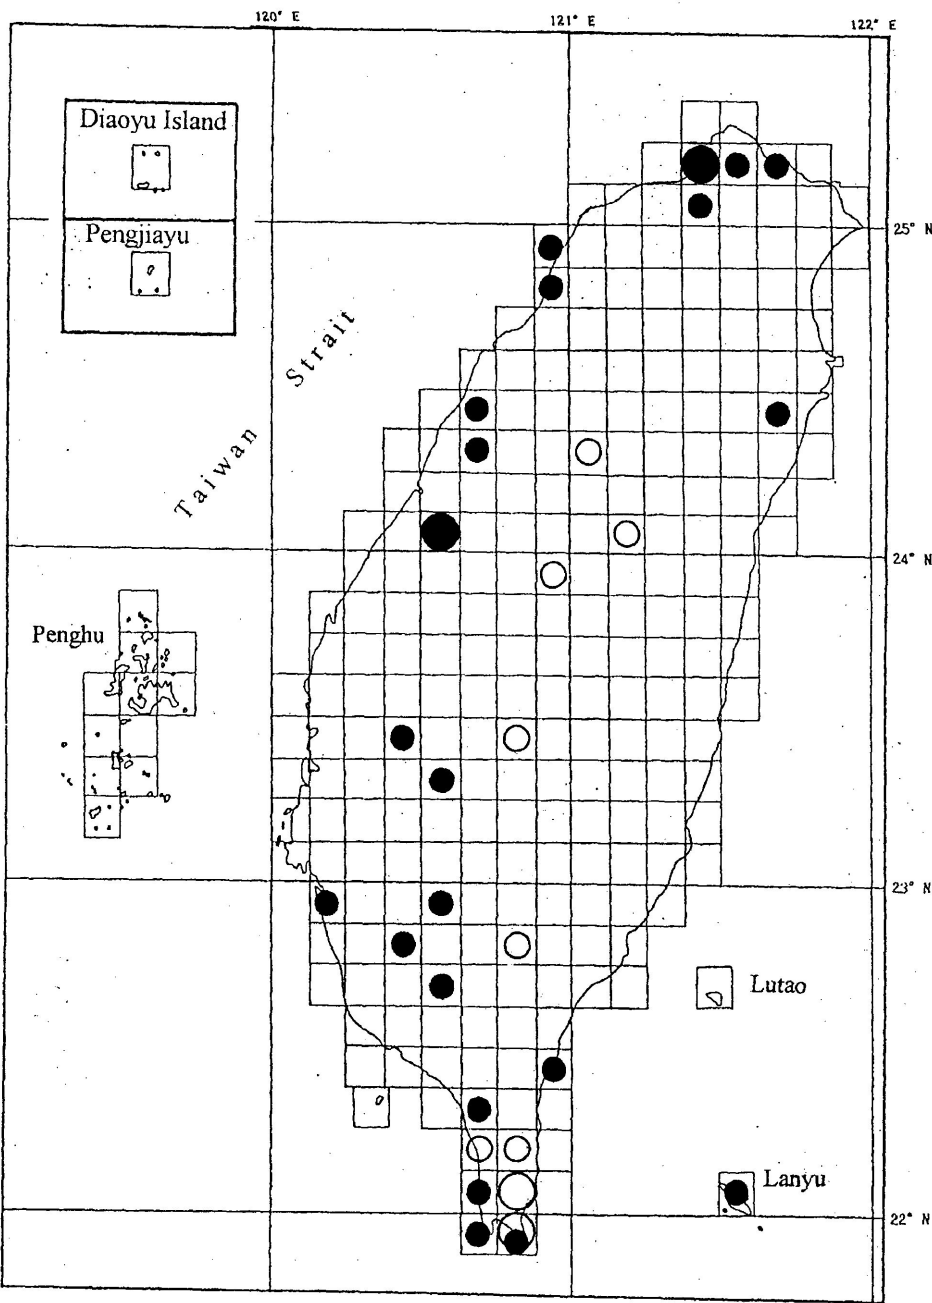 120° E
121° E
122° E
Diaoyu Island
Pengjiayu
25° N
Taiwan Strait
24° N
Penghu
23° N
Lutao
Lanyu
22° N